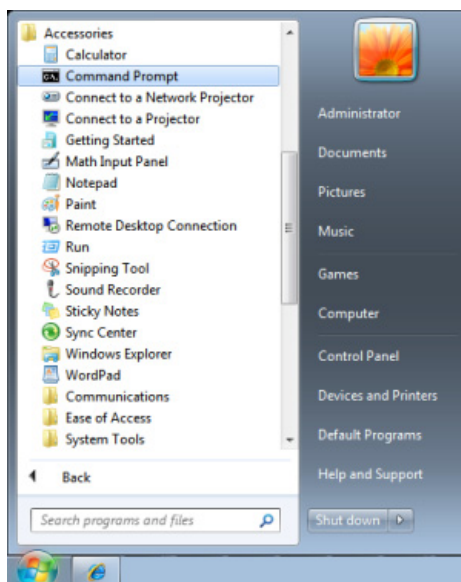 Accessories
Calculator
Command Prompt
Connect to a Network Projector
Connect to a Projector
Getting Started
Math Input Panel
Notepad
Paint
Remote Desktop Connection
Run
Snipping Tool
Sound Recorder
Sticky Notes
Sync Center
Windows Explorer
WordPad
Communications
Ease of Access
System Tools
Back
Search programs and files
Administrator
Documents
Pictures
Music
Games
Computer
Control Panel
Devices and Printers
Default Programs
Help and Support
Shut down